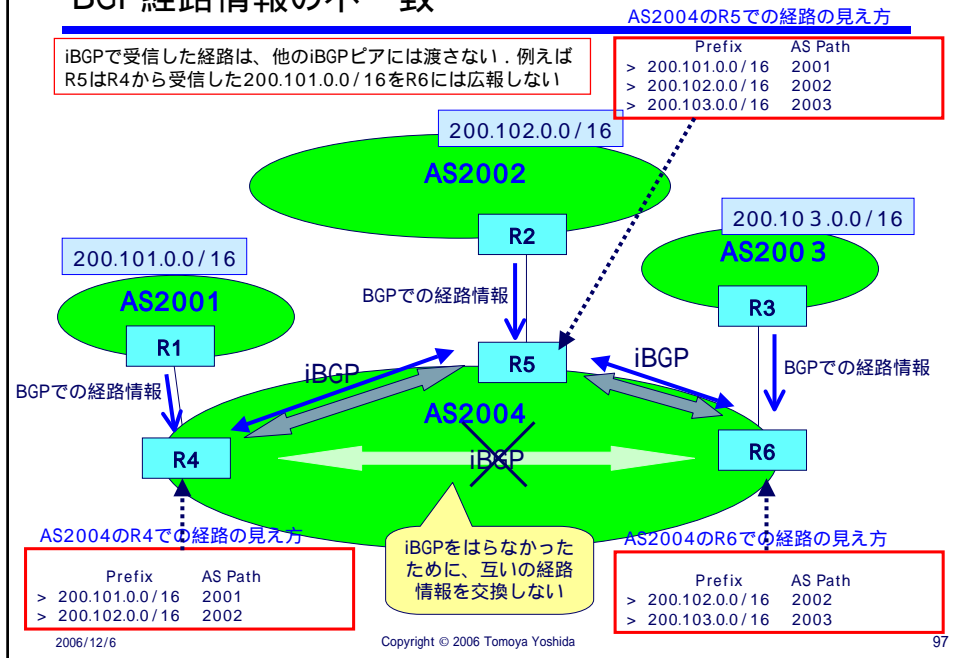 BGP経路情報の不一致
AS2004のR5での経路の見え方
iBGPで受信した経路は、他のiBGPピアには渡さない．例えば
R5はR4から受信した200.101.0.0/16をR6には広報しない
Prefix AS Path
> 200.101.0.0/16 2001
> 200.102.0.0/16 2002
> 200.103.0.0/16 2003
200.102.0.0/16
AS2002
R2
200.103.0.0/16
AS2003
R3
200.101.0.0/16
AS2001
R1
BGPでの経路情報
BGPでの経路情報
BGPでの経路情報
R5
iBGP
iBGP
AS2004
R4
iBGP
R6
AS2004のR4での経路の見え方
Prefix AS Path
> 200.101.0.0/16 2001
> 200.102.0.0/16 2002
iBGPをはらなかった
ために、互いの経路
情報を交換しない
AS2004のR6での経路の見え方
Prefix AS Path
> 200.102.0.0/16 2002
> 200.103.0.0/16 2003
2006/12/6
Copyright © 2006 Tomoya Yoshida
97